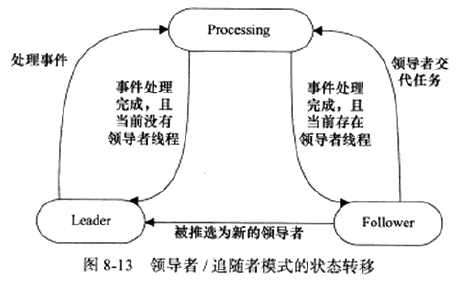 Processing
处理事件
领导者交
代任务
事件处理
完成，且
当前没有
领导者线程
事件处理
完成，且
当前存在
领导者线程
Leader
被推选为新的领导者
Follower
图 8-13 领导者/追随者模式的状态转移